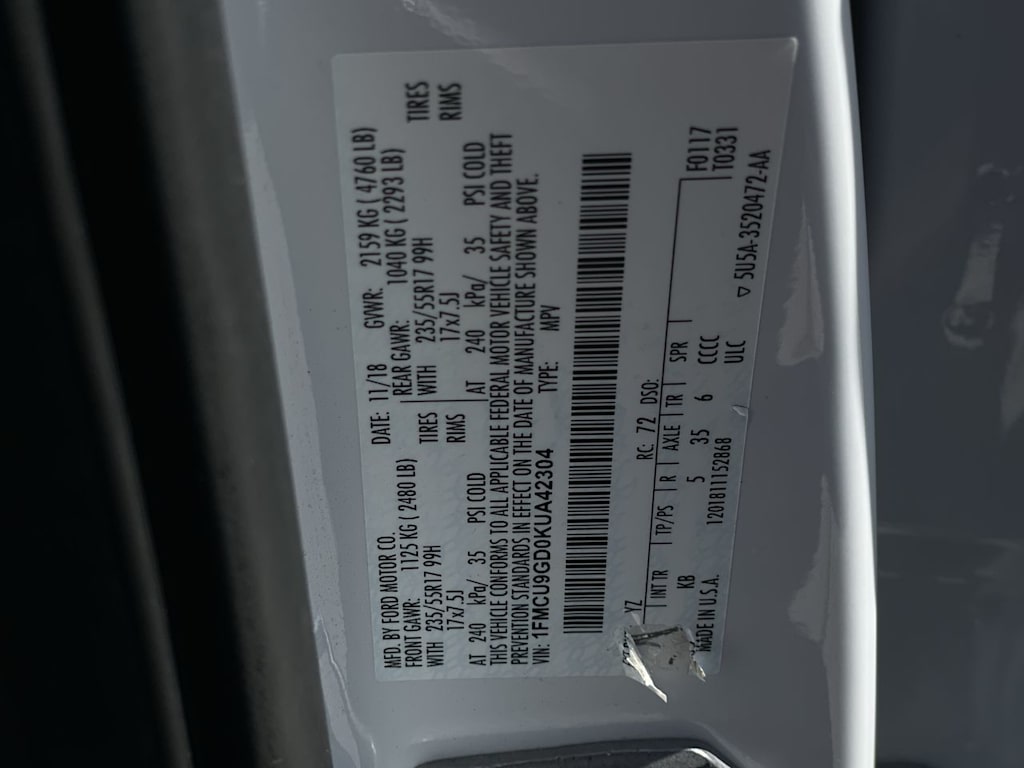 MFD. BY FORD MOTOR CO. DATE: 11/18 GVWR: 2159 KG ( 4760 LB)
FRONT GAWR: 1125 KG ( 2480 LB) REAR GAWR: 1040 KG ( 2293 LB)
WITH 235/55R17 99H TIRES WITH 235/55R17 99H TIRES
17x7.5J RIMS 17x7.5J RIMS
AT 240 kPa/ 35 PSI COLD AT 240 kPa/ 35 PSI COLD
THIS VEHICLE CONFORMS TO ALL APPLICABLE FEDERAL MOTOR VEHICLE SAFETY AND THEFT
PREVENTION STANDARDS IN EFFECT ON THE DATE OF MANUFACTURE SHOWN ABOVE.
VIN: 1FMCU9GD0KUA42304 TYPE: MPV
YZ RC: 72 DSO:
INT TR TP/PS R AXLE TR SPR F0117
KB 5 35 6 CCCC T0331
ULC
MADE IN U.S.A. 1201811152868 ▽ 5U5A-3520472-AA